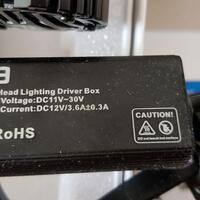 Head Lighting Driver Box
Voltage:DC11V~30V
Current:DC12V/3.6A±0.3A
RoHS
CAUTION!